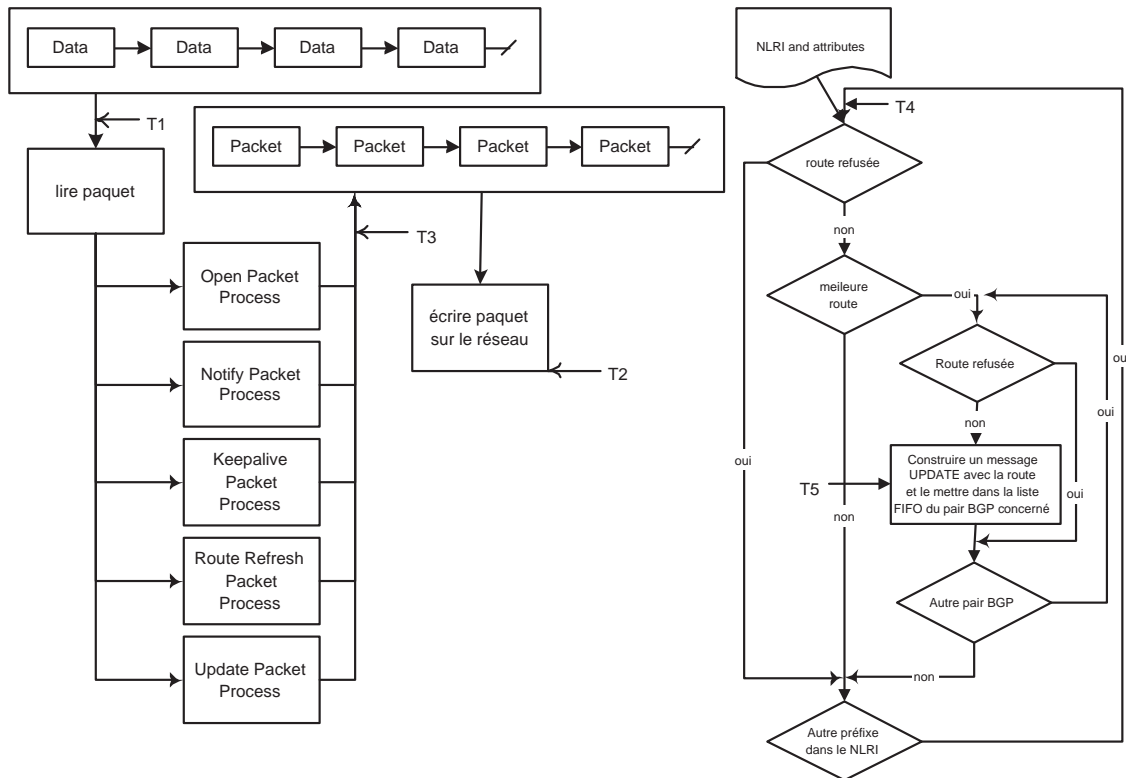 Data
Data
Data
Data
T1
lire paquet
Packet
Packet
Packet
Packet
T3
Open Packet
Process
Notify Packet
Process
Keepalive
Packet
Process
Route Refresh
Packet
Process
Update Packet
Process
écrire paquet
sur le réseau
T2
NLRI and attributes
T4
route refusée
non
meileure
route
oui
Route refusée
non
oui
oui
ou
oui
Construire un message
UPDATE avec la route
et le mettre dans la liste
FIFO du pair BGP concerné
T5
non
oui
Autre pair BGP
non
Autre préfixe
dans le NLRI